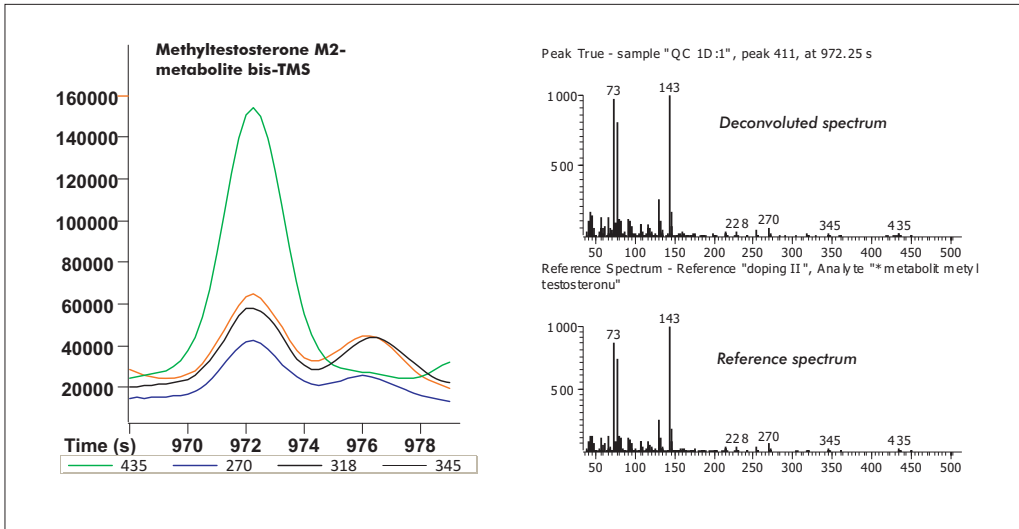 Methyltestosterone M2-
metabolite bis-TMS
160000
140000
120000
100000
80000
60000
40000
20000
Time (s) 970 972 974 976 978
435 270 318 345
Peak True - sample "QC 1D:1", peak 411, at 972.25 s
1000
500
73 143
Deconvoluted spectrum
228 270 345 435
50 100 150 200 250 300 350 400 450 500
Reference Spectrum - Reference "doping II", Analyte "* metabolit metyl
testosteronu"
1000
500
73 143
Reference spectrum
228 270 345 435
50 100 150 200 250 300 350 400 450 500